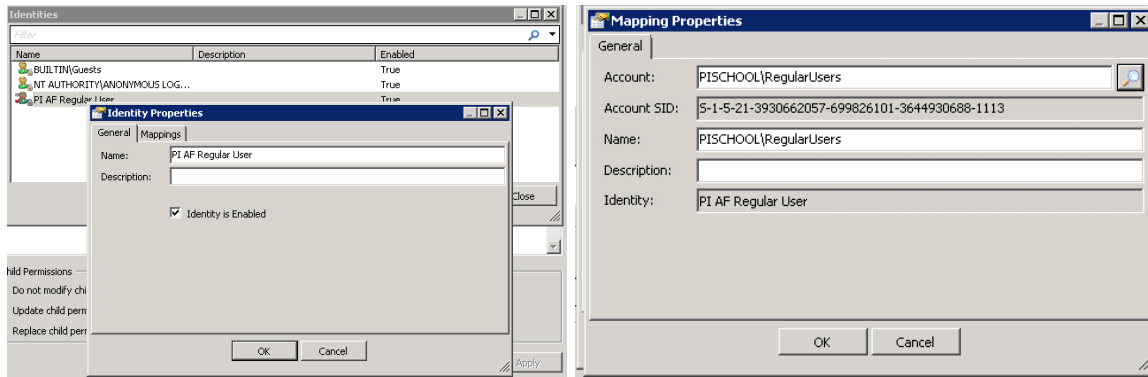 Identities
Filter
Name Description Enabled
BUILTIN\Guests True
NT AUTHORITY\ANONYMOUS LOG... True
PI AF Regular User True
Identity Properties
General Mappings
Name: PI AF Regular User
Description:
Identity is Enabled
Close
hild Permissions
Do not modify chi
Update child perm
Replace child perr
OK Cancel
Apply
Mapping Properties
General
Account: PISCHOOL\RegularUsers
Account SID: S-1-5-21-3930662057-699826101-3644930688-1113
Name: PISCHOOL\RegularUsers
Description:
Identity: PI AF Regular User
OK Cancel